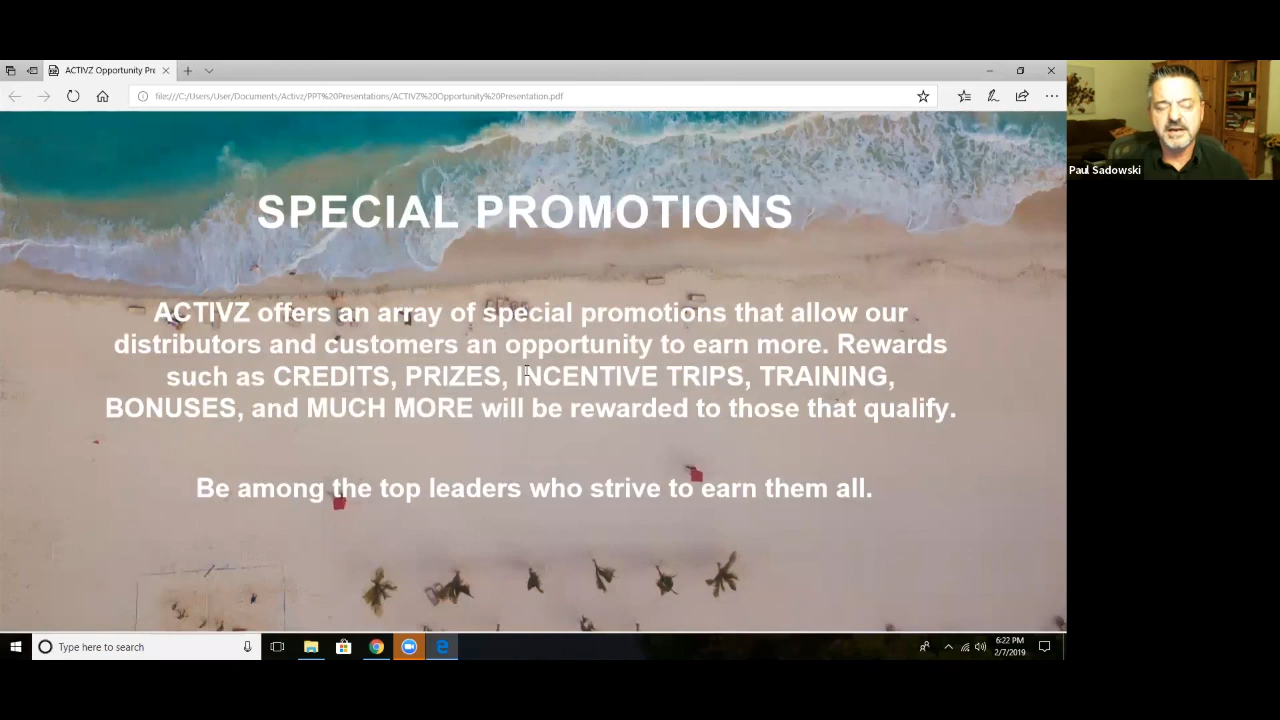 ACTIVZ Opportunity Pre
file:///C:/Users/User/Documents/Activz/PPT%20Presentations/ACTIVZ%20Opportunity%20Presentation.pdf
Paul Sadowski
SPECIAL PROMOTIONS
ACTIVZ offers an array of special promotions that allow our
distributors and customers an opportunity to earn more. Rewards
such as CREDITS, PRIZES, INCENTIVE TRIPS, TRAINING,
BONUSES, and MUCH MORE will be rewarded to those that qualify.
Be among the top leaders who strive to earn them all.
Type here to search
6:22 PM
2/7/2019